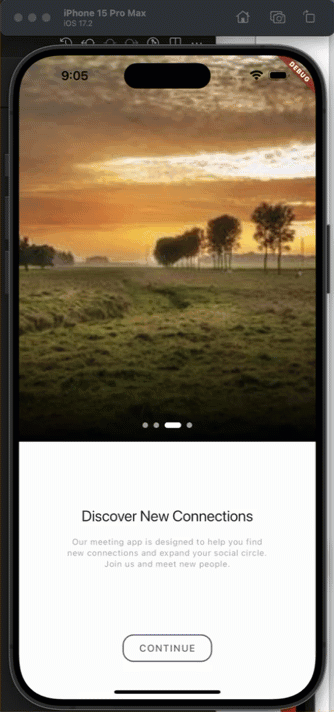 iPhone 15 Pro Max
iOS 17.2
9:05
DEBUG
Discover New Connections
Our meeting app is designed to help you find
new connections and expand your social circle.
Join us and meet new people.
CONTINUE